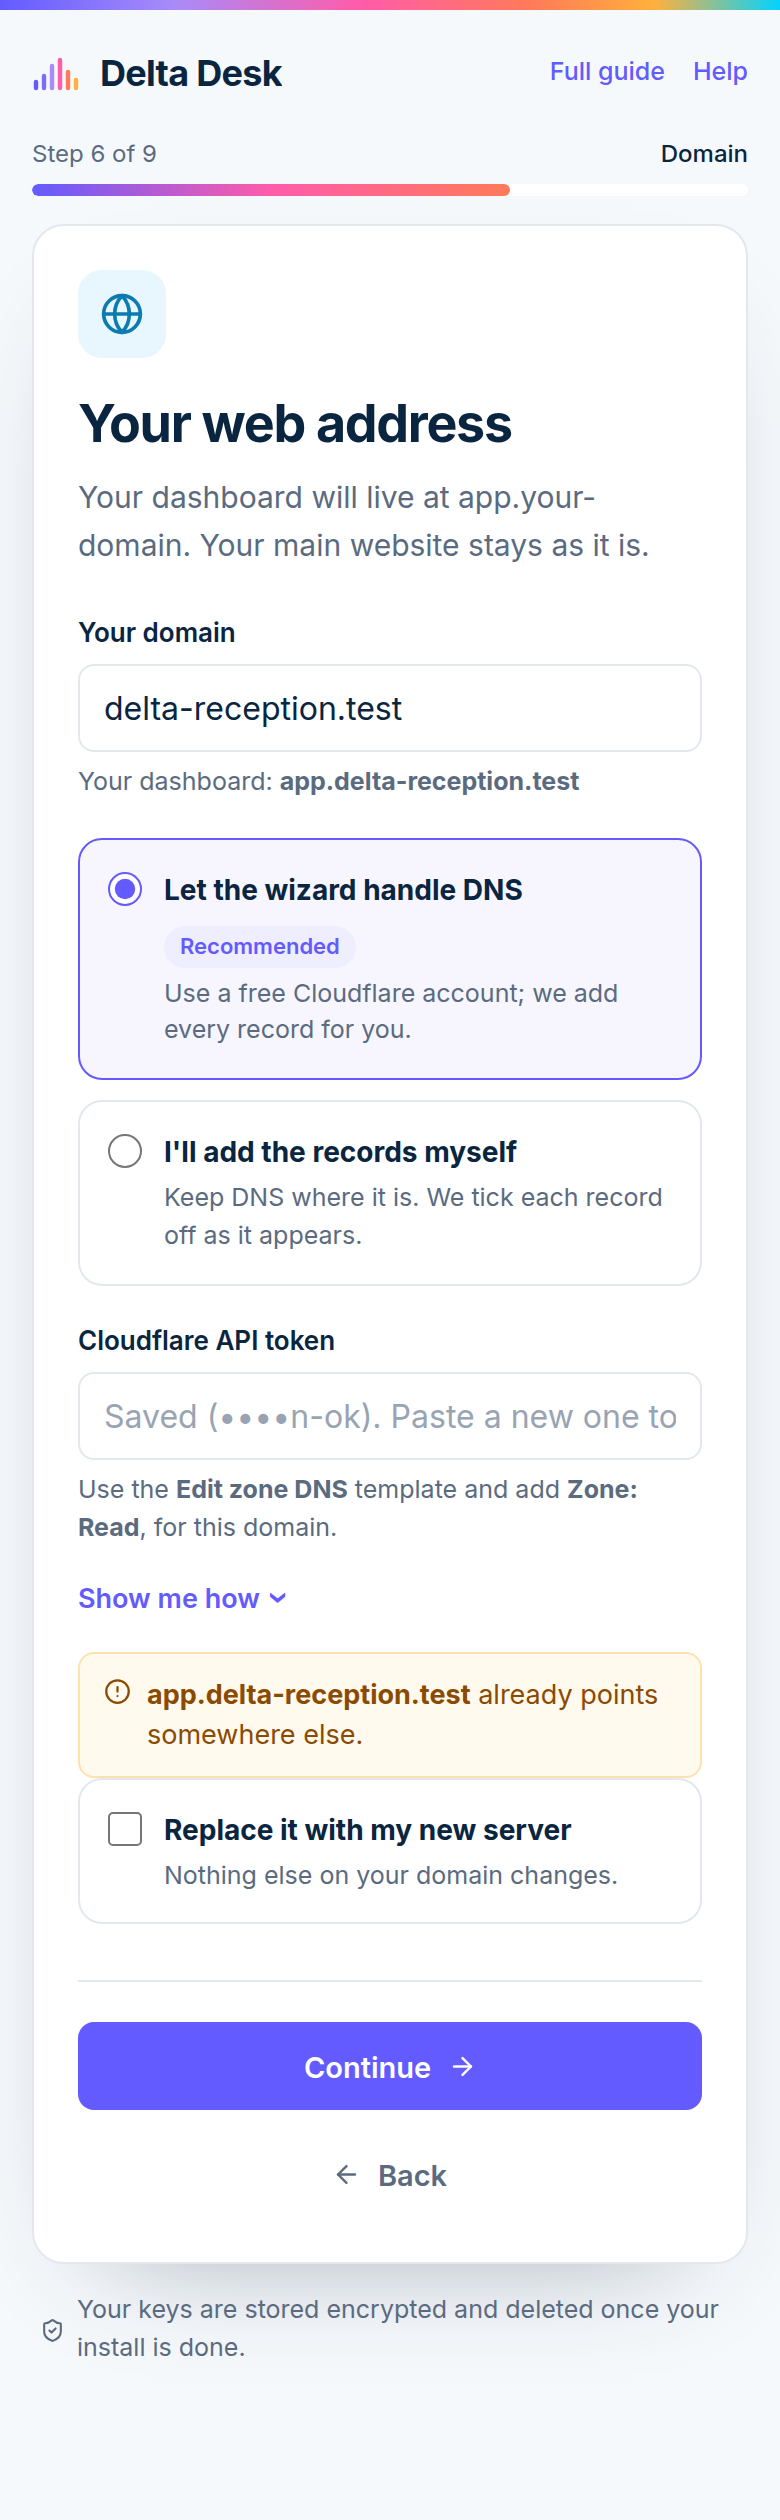 Delta Desk
Full guide
Help
Step 6 of 9
Domain
Your web address
Your dashboard will live at app.your-
domain. Your main website stays as it is.
Your domain
delta-reception.test
Your dashboard: app.delta-reception.test
Let the wizard handle DNS
Recommended
Use a free Cloudflare account; we add
every record for you.
I'll add the records myself
Keep DNS where it is. We tick each record
off as it appears.
Cloudflare API token
Saved (••••n-ok). Paste a new one to
Use the Edit zone DNS template and add Zone:
Read, for this domain.
Show me how
app.delta-reception.test already points
somewhere else.
Replace it with my new server
Nothing else on your domain changes.
Continue
Back
Your keys are stored encrypted and deleted once your
install is done.